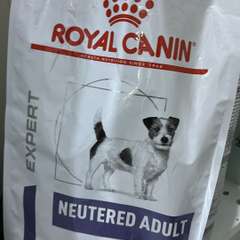 ROYAL CANIN
EXPERT
NEUTERED ADULT